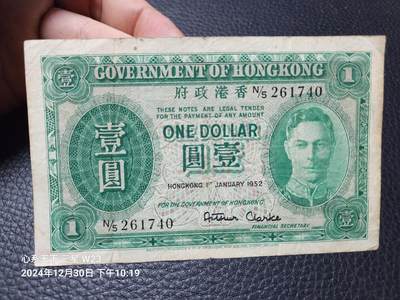 壹
GOVERNMENT OF HONGKONG
1
府政港香
N/5 261740
THESE NOTES ARE LEGAL TENDER
FOR THE PAYMENT OF ANY AMOUNT
壹圓
ONE DOLLAR
圓壹
HONGKONG 1ST JANUARY 1952
FOR THE GOVERNMENT OF HONGKONG
N/5 261740
Arthur Clarke
FINANCIAL SECRETARY
1
壹
2024年12月30日 下午10:19